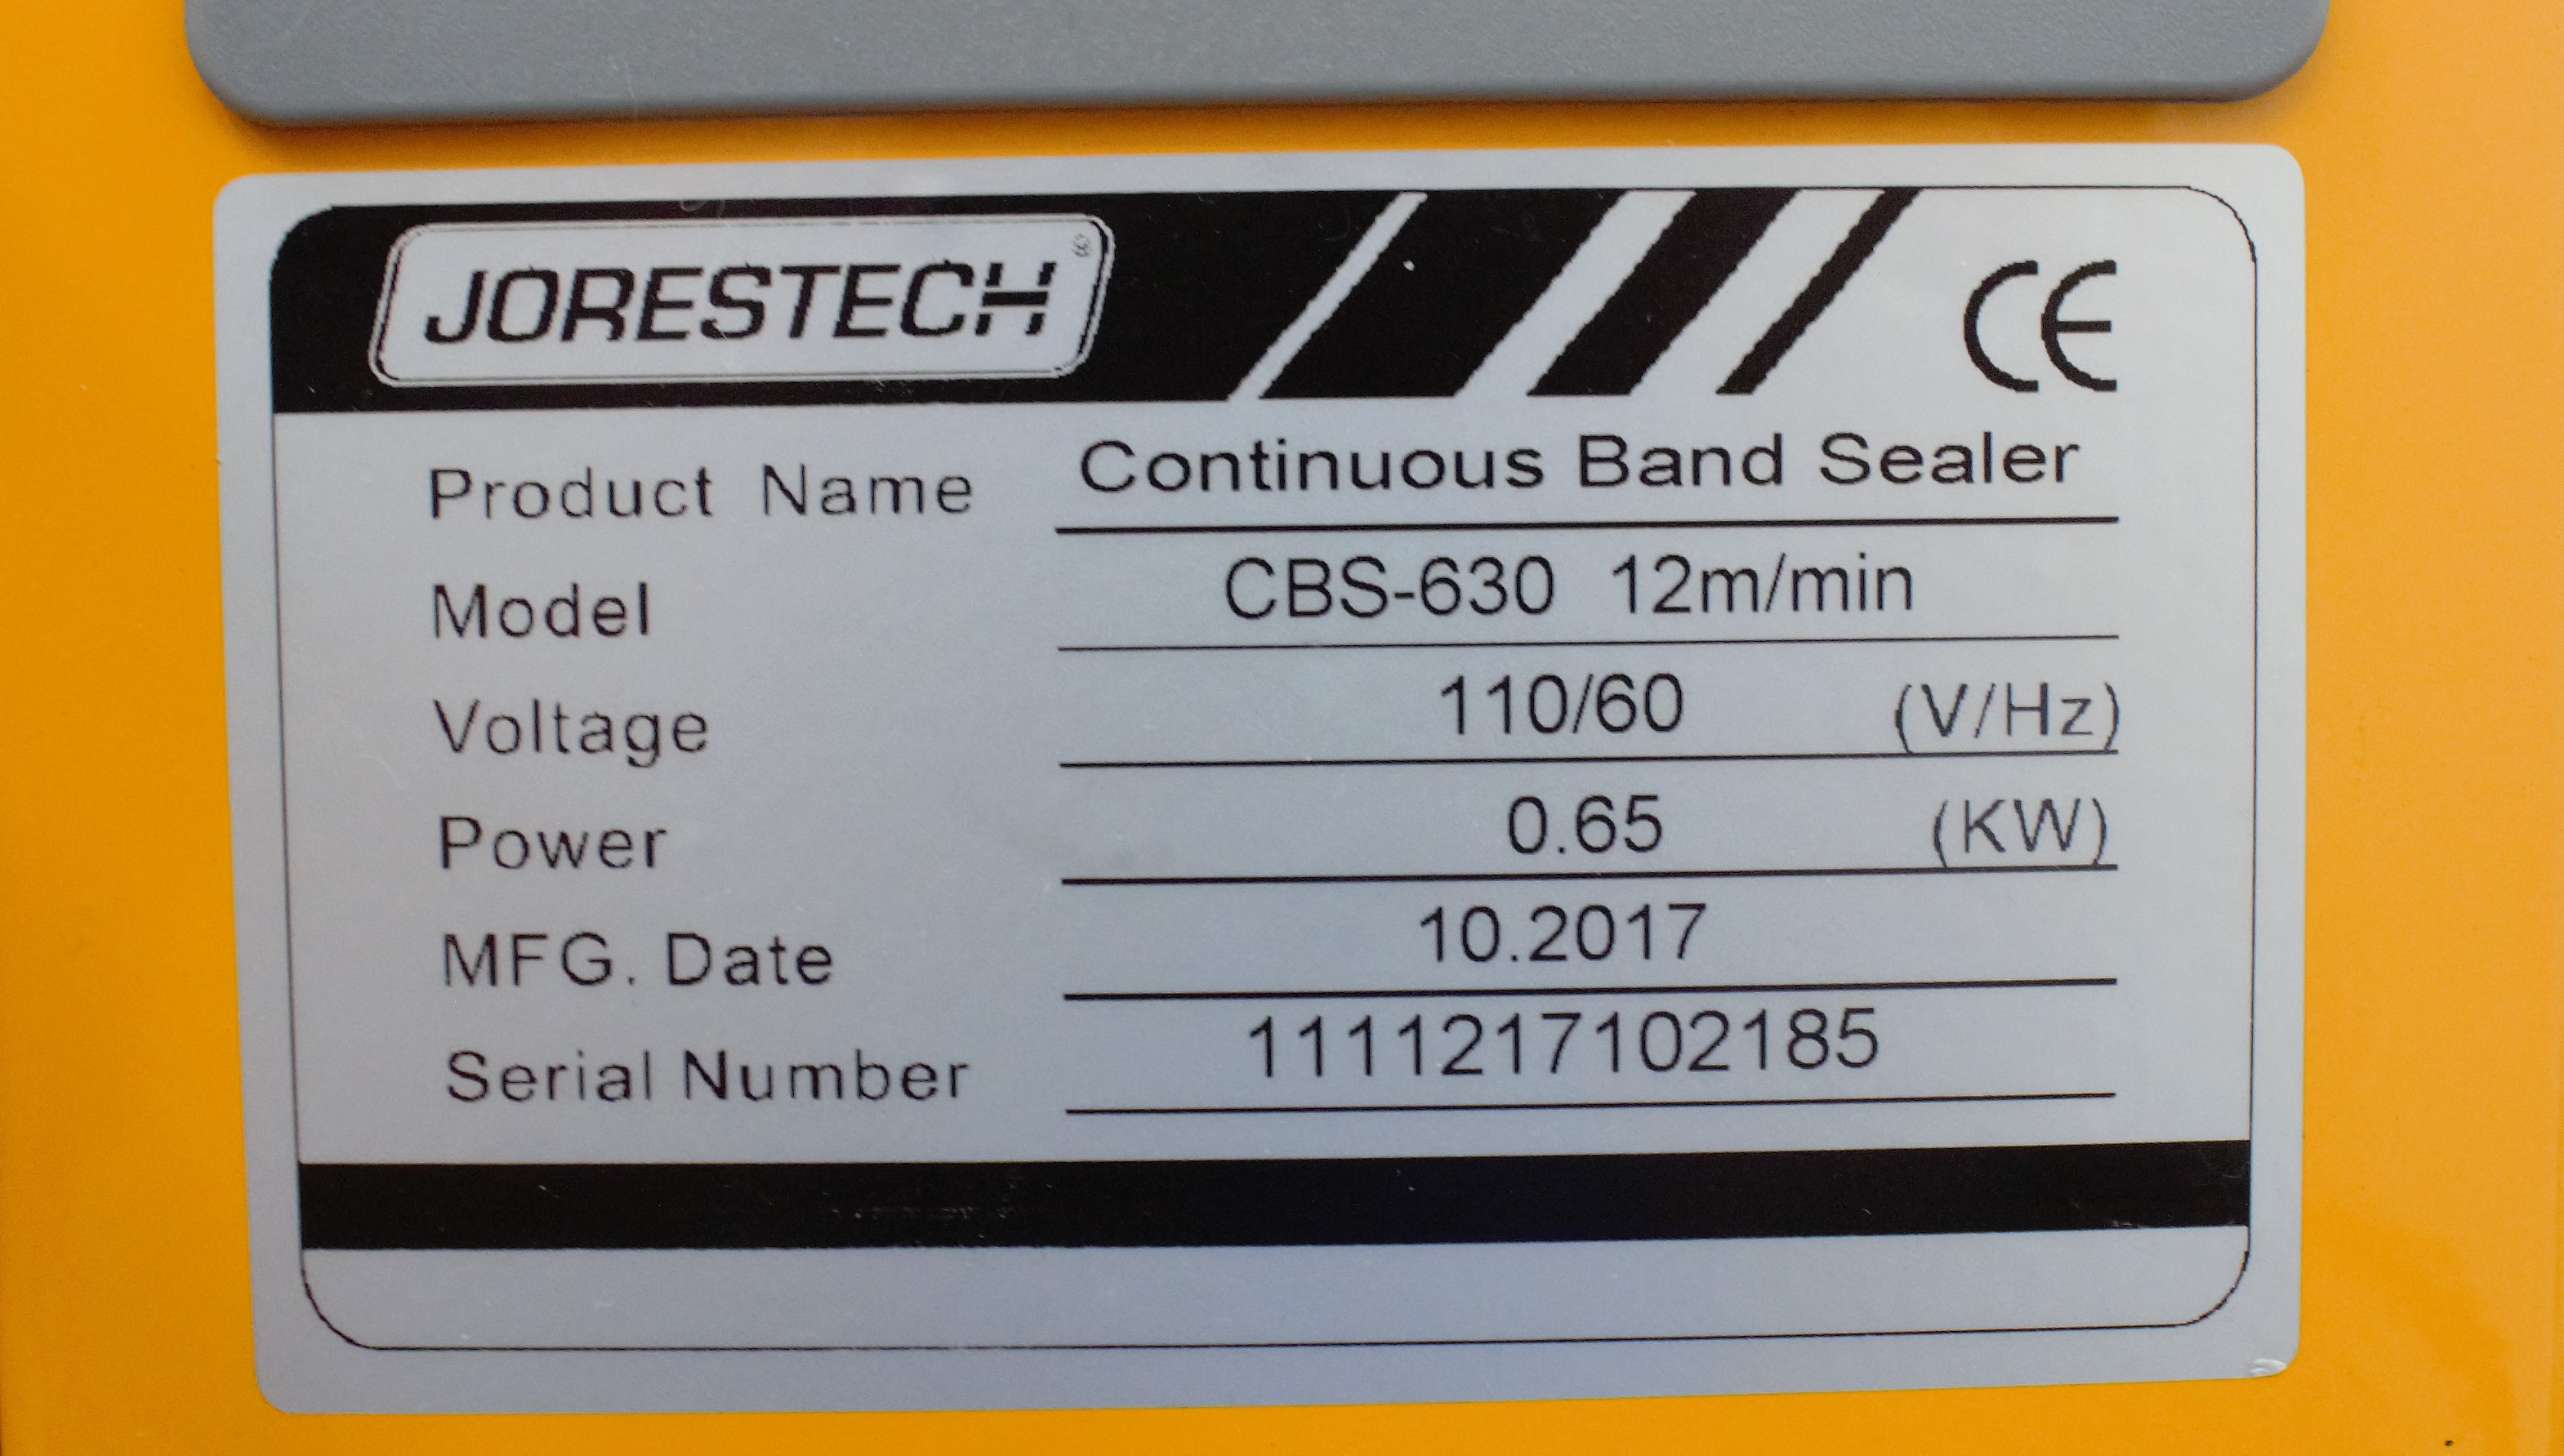 JORESTECH®
CE
Product Name Continuous Band Sealer
Model CBS-630 12m/min
Voltage 110/60 (V/Hz)
Power 0.65 (KW)
MFG. Date 10.2017
Serial Number 1111217102185